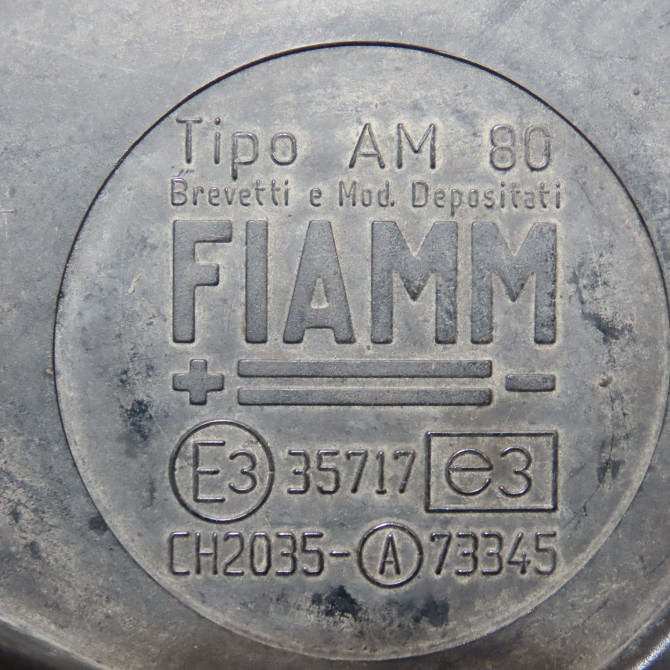 Tipo AM 80
Brevetti e Mod. Depositati
FIAMM
+ -
E3 35717 e3
CH2035-A 73345